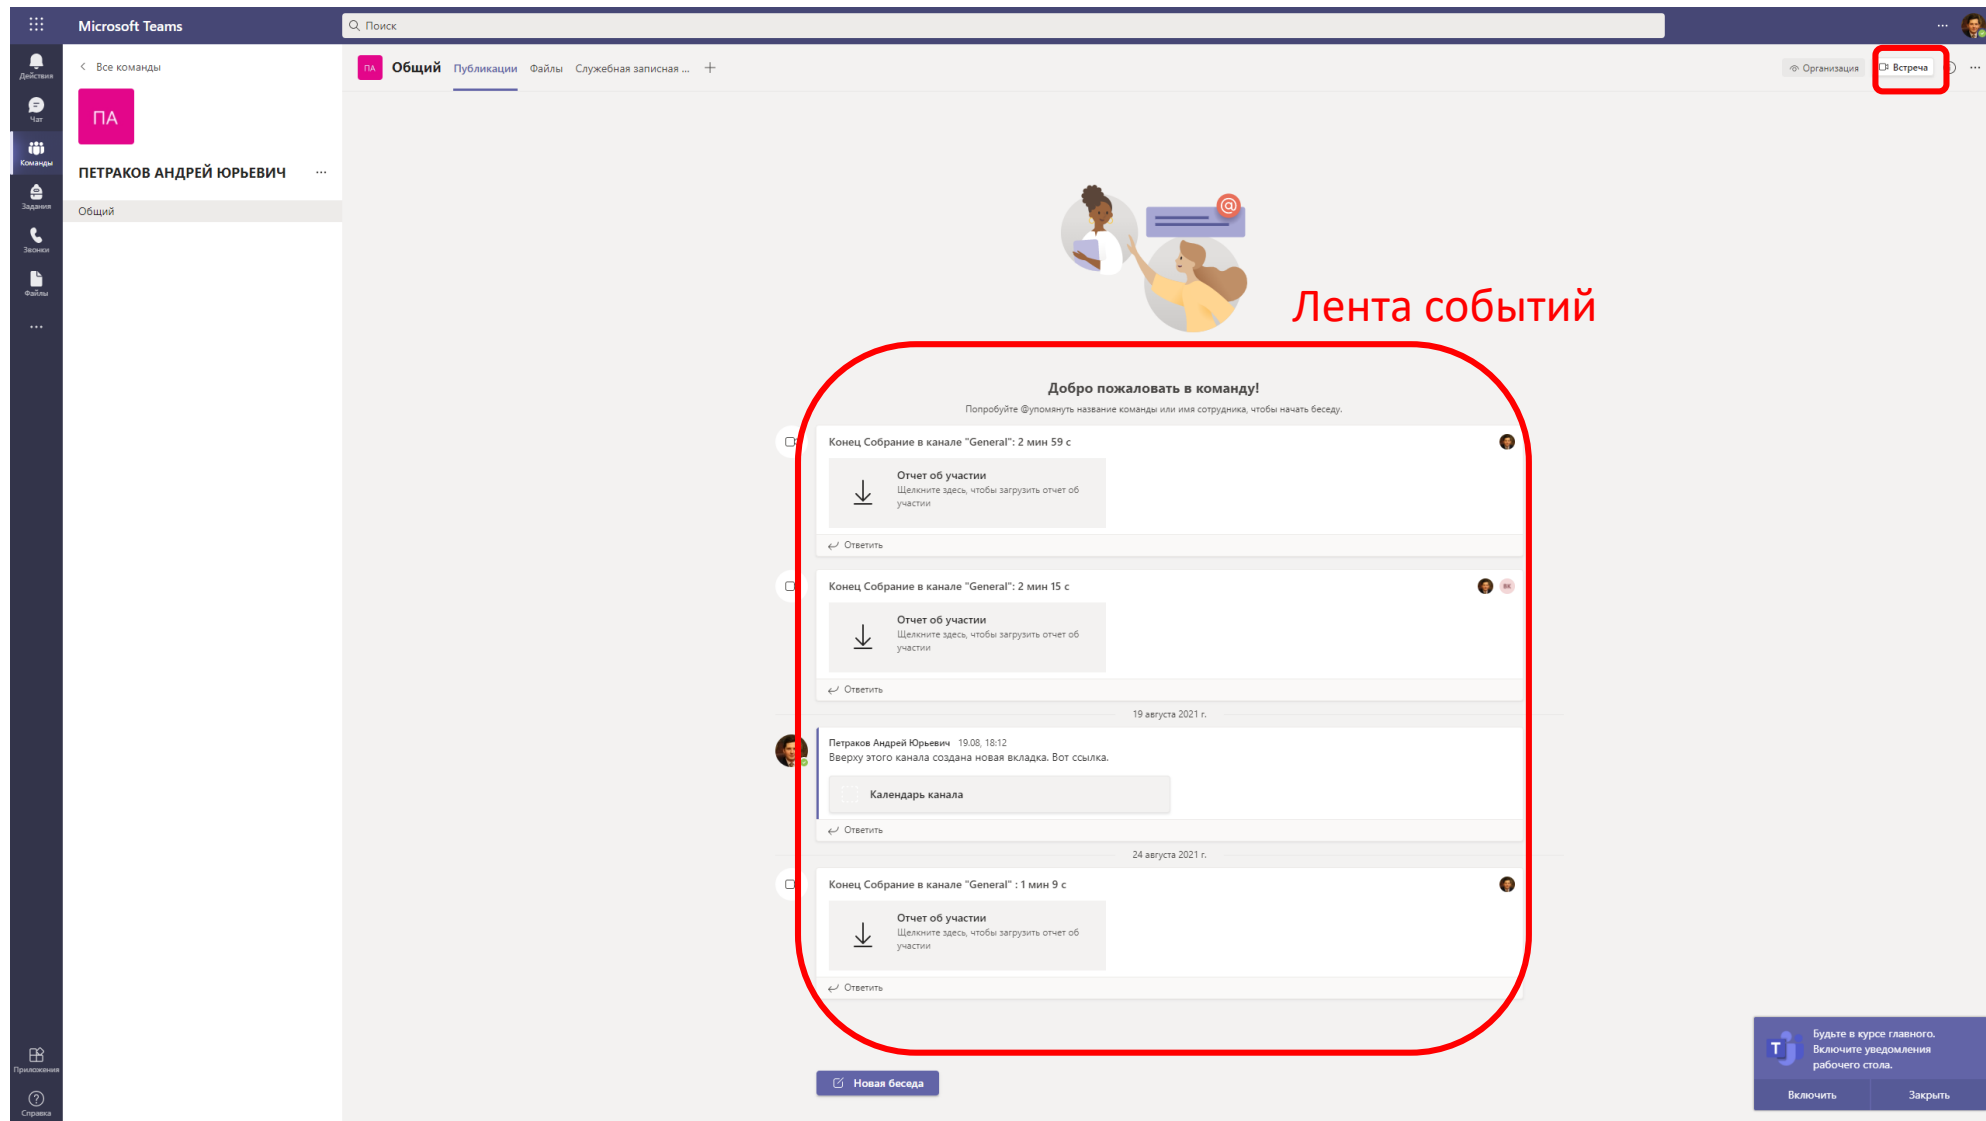 Microsoft Teams
Поиск
Действия
Чат
Команды
Задания
Звонки
Файлы
Приложения
Справка
Все команды
ПА
ПЕТРАКОВ АНДРЕЙ ЮРЬЕВИЧ
Общий
ПА Общий Публикации Файлы Служебная записная ...
Организация
Встреча
@
Лента событий
Добро пожаловать в команду!
Попробуйте @упомянуть название команды или имя сотрудника, чтобы начать беседу.
Конец Собрание в канале "General": 2 мин 59 с
Отчет об участии
Щелкните здесь, чтобы загрузить отчет об
участии
Ответить
Конец Собрание в канале "General": 2 мин 15 с
ВК
Отчет об участии
Щелкните здесь, чтобы загрузить отчет об
участии
Ответить
19 августа 2021 г.
Петраков Андрей Юрьевич 19.08, 18:12
Вверху этого канала создана новая вкладка. Вот ссылка.
Календарь канала
Ответить
24 августа 2021 г.
Конец Собрание в канале "General" : 1 мин 9 с
Отчет об участии
Щелкните здесь, чтобы загрузить отчет об
участии
Ответить
Новая беседа
T
Будьте в курсе главного.
Включите уведомления
рабочего стола.
Включить Закрыть